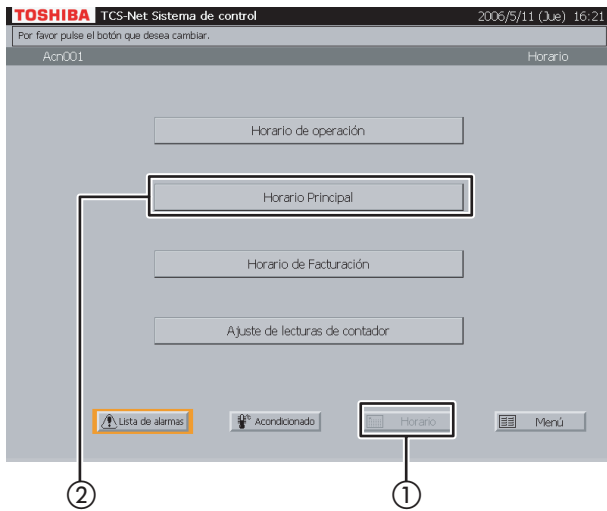 TOSHIBA TCS-Net Sistema de control 2006/5/11 (Jue) 16:21
Por favor pulse el botón que desea cambiar.
Acn001 Horario
Horario de operación
Horario Principal
Horario de Facturación
Ajuste de lecturas de contador
Lista de alarmas Acondicionado Horario Menú
② ①